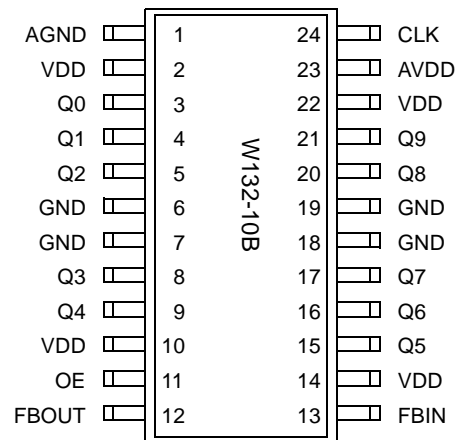 AGND 1 24 CLK
VDD 2 23 AVDD
Q0 3 22 VDD
Q1 4 21 Q9
Q2 5 20 Q8
GND 6 19 GND
GND 7 18 GND
Q3 8 17 Q7
Q4 9 16 Q6
VDD 10 15 Q5
OE 11 14 VDD
FBOUT 12 13 FBIN
W132-10B